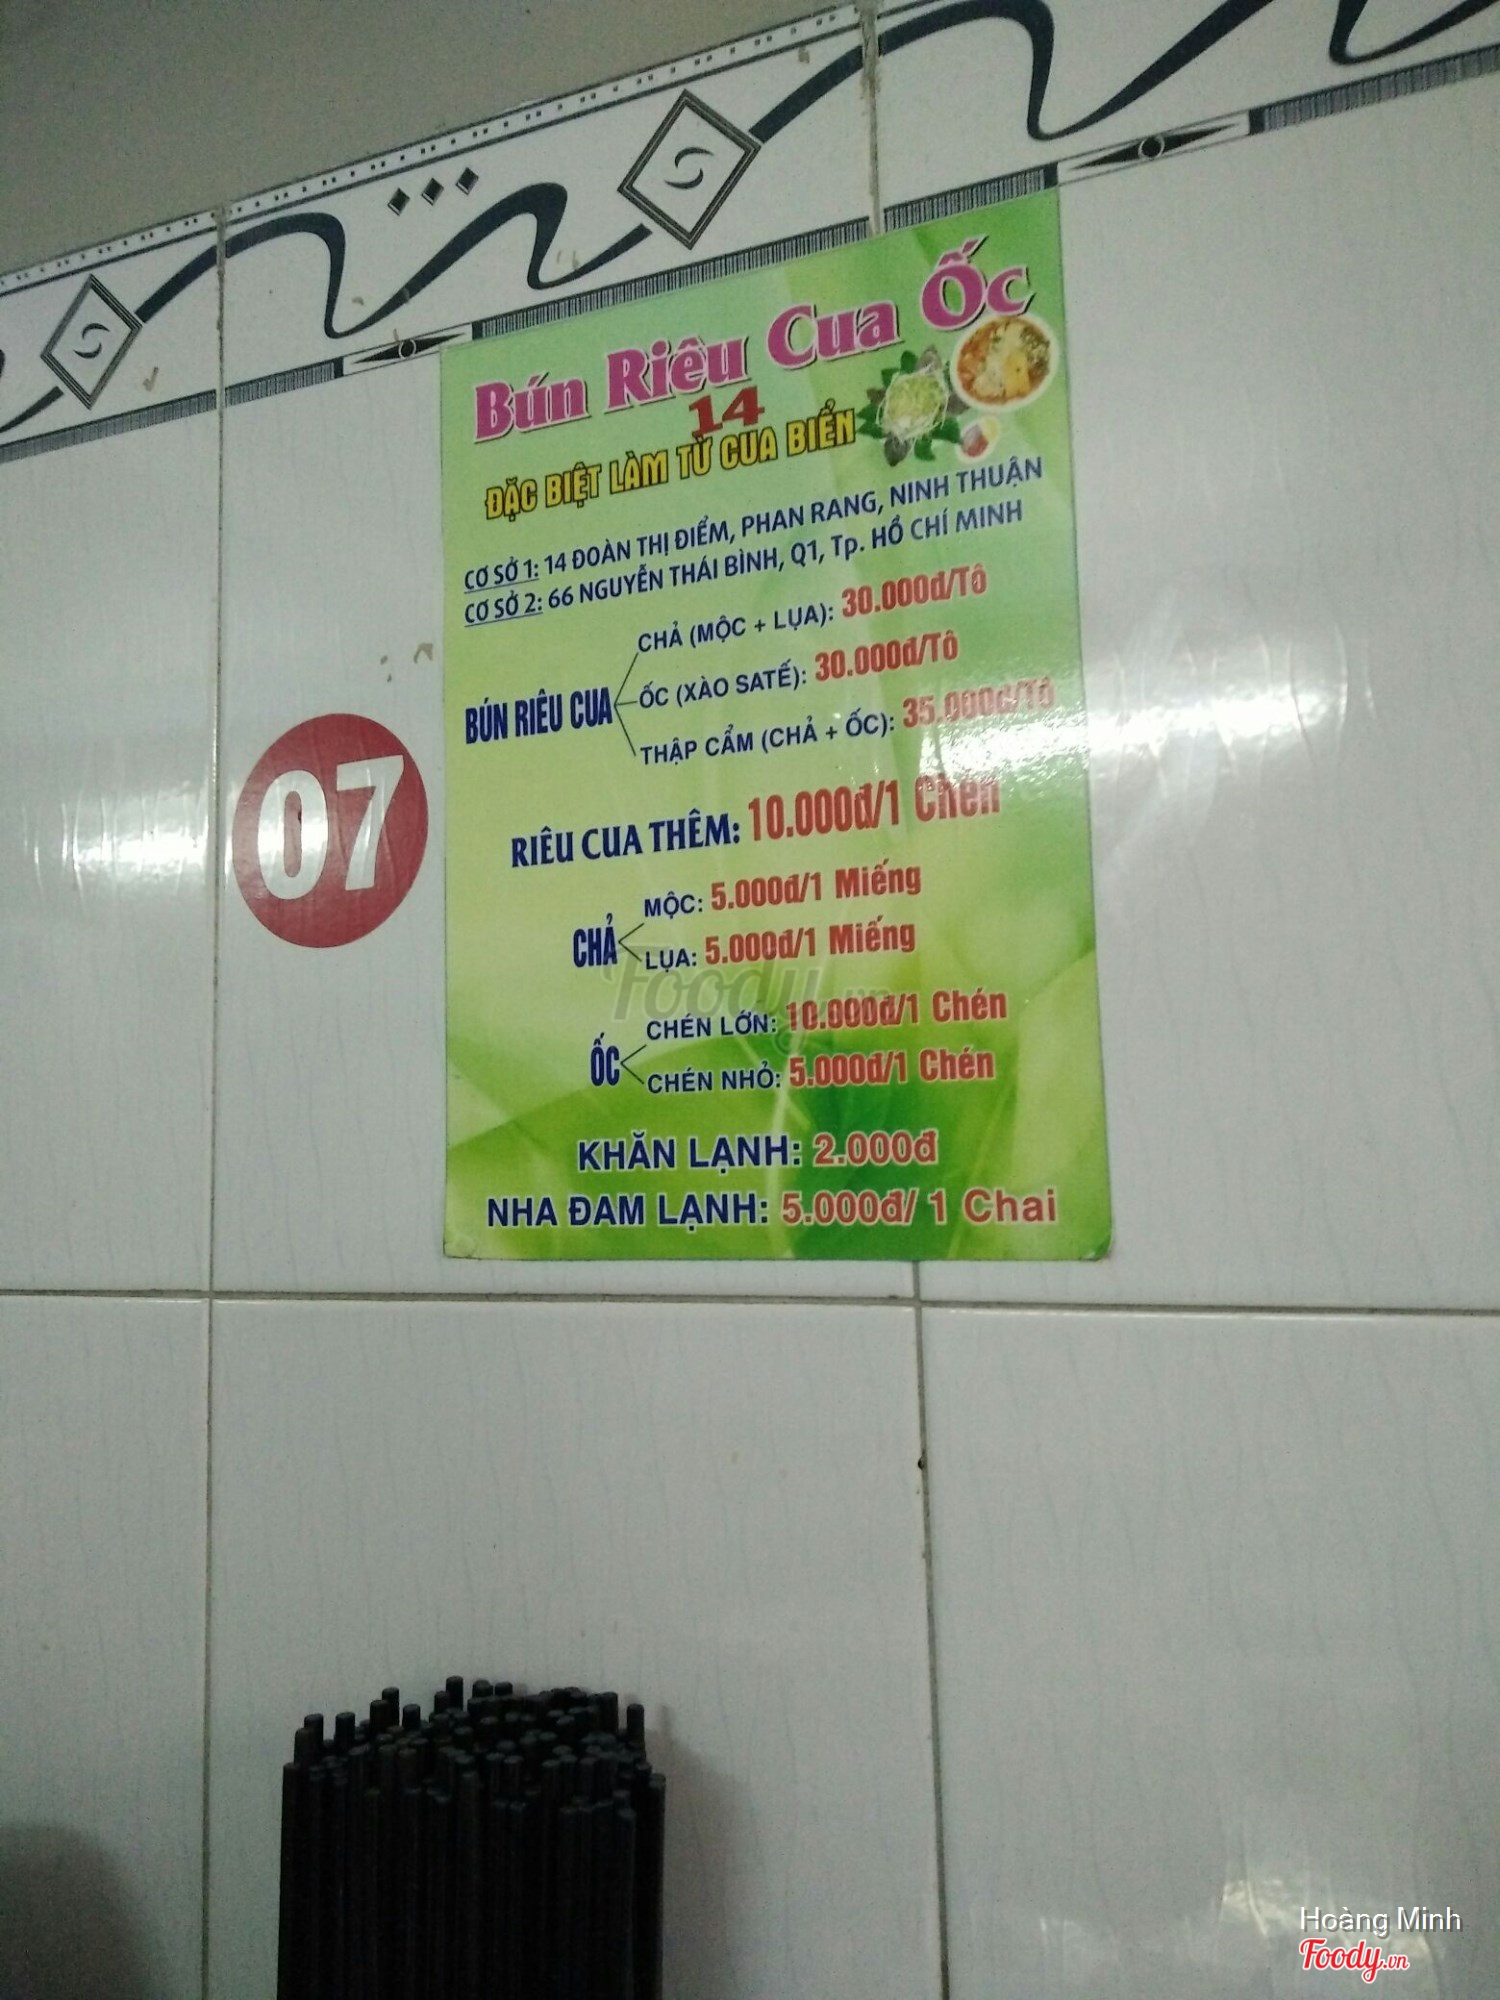 Bún Riêu Cua Ốc
14
ĐẶC BIỆT LÀM TỪ CUA BIỂN
CƠ SỞ 1: 14 ĐOÀN THỊ ĐIỂM, PHAN RANG, NINH THUẬN
CƠ SỞ 2: 66 NGUYỄN THÁI BÌNH, Q1, Tp. HỒ CHÍ MINH
BÚN RIÊU CUA
CHẢ (MỘC + LỤA): 30.000đ/Tô
ỐC (XÀO SATẾ): 30.000đ/Tô
THẬP CẨM (CHẢ + ỐC): 35.000đ/Tô
07
RIÊU CUA THÊM: 10.000đ/1 Chén
CHẢ
MỘC: 5.000đ/1 Miếng
LỤA: 5.000đ/1 Miếng
Foody.vn
ỐC
CHÉN LỚN: 10.000đ/1 Chén
CHÉN NHỎ: 5.000đ/1 Chén
KHĂN LẠNH: 2.000đ
NHA ĐAM LẠNH: 5.000đ/ 1 Chai
Hoàng Minh
Foody.vn